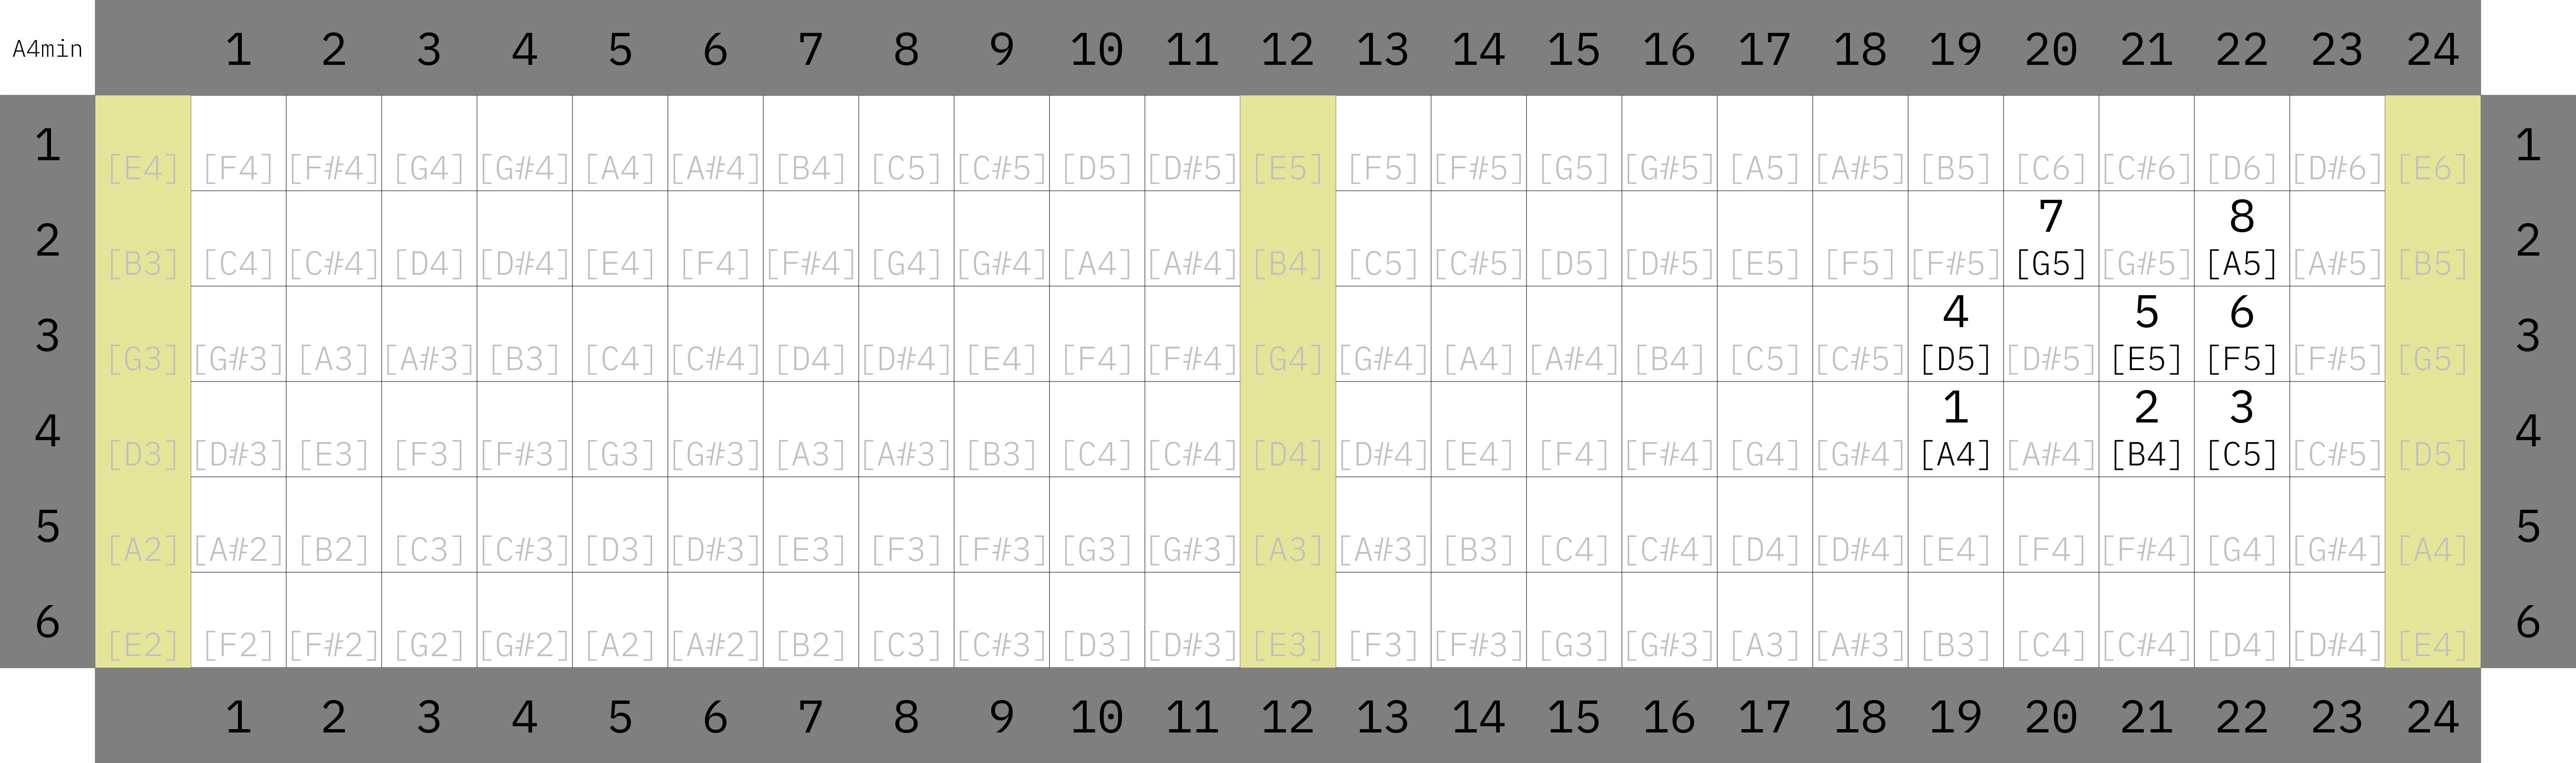 A4min 1 2 3 4 5 6 7 8 9 10 11 12 13 14 15 16 17 18 19 20 21 22 23 24
1 1
[E4] [F4] [F#4] [G4] [G#4] [A4] [A#4] [B4] [C5] [C#5] [D5] [D#5] [E5] [F5] [F#5] [G5] [G#5] [A5] [A#5] [B5] [C6] [C#6] [D6] [D#6] [E6]
7 8
2 2
[B3] [C4] [C#4] [D4] [D#4] [E4] [F4] [F#4] [G4] [G#4] [A4] [A#4] [B4] [C5] [C#5] [D5] [D#5] [E5] [F5] [F#5] [G5] [G#5] [A5] [A#5] [B5]
4 5 6
3 3
[G3] [G#3] [A3] [A#3] [B3] [C4] [C#4] [D4] [D#4] [E4] [F4] [F#4] [G4] [G#4] [A4] [A#4] [B4] [C5] [C#5] [D5] [D#5] [E5] [F5] [F#5] [G5]
1 2 3
4 4
[D3] [D#3] [E3] [F3] [F#3] [G3] [G#3] [A3] [A#3] [B3] [C4] [C#4] [D4] [D#4] [E4] [F4] [F#4] [G4] [G#4] [A4] [A#4] [B4] [C5] [C#5] [D5]
5 5
[A2] [A#2] [B2] [C3] [C#3] [D3] [D#3] [E3] [F3] [F#3] [G3] [G#3] [A3] [A#3] [B3] [C4] [C#4] [D4] [D#4] [E4] [F4] [F#4] [G4] [G#4] [A4]
6 6
[E2] [F2] [F#2] [G2] [G#2] [A2] [A#2] [B2] [C3] [C#3] [D3] [D#3] [E3] [F3] [F#3] [G3] [G#3] [A3] [A#3] [B3] [C4] [C#4] [D4] [D#4] [E4]
1 2 3 4 5 6 7 8 9 10 11 12 13 14 15 16 17 18 19 20 21 22 23 24